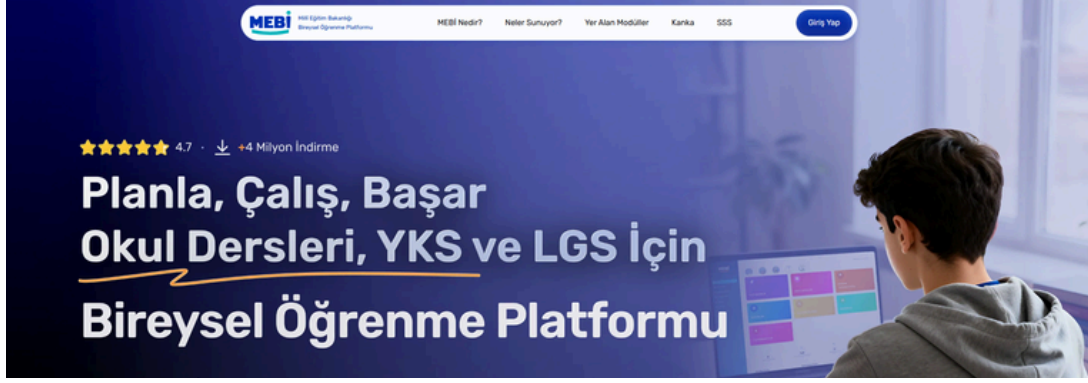 MEBİ
Millî Eğitim Bakanlığı
Bireysel Öğrenme Platformu
MEBİ Nedir?
Neler Sunuyor?
Yer Alan Modüller
Kanka
SSS
Giriş Yap
4.7 · +4 Milyon İndirme
Planla, Çalış, Başar
Okul Dersleri, YKS ve LGS İçin
Bireysel Öğrenme Platformu